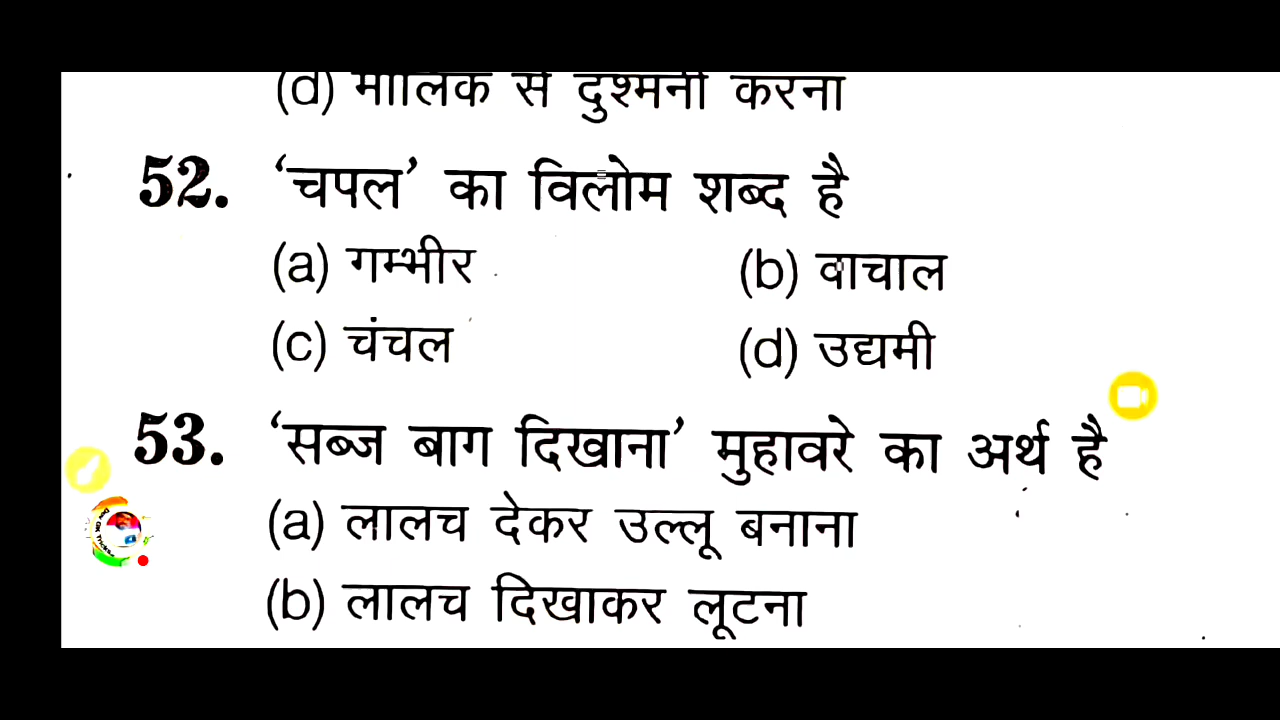 (d) मालिक से दुश्मनी करना
52. ‘चपल’ का विलोम शब्द है
(a) गम्भीर (b) वाचाल
(c) चंचल (d) उद्यमी
53. ‘सब्ज बाग दिखाना’ मुहावरे का अर्थ है
(a) लालच देकर उल्लू बनाना
(b) लालच दिखाकर लूटना